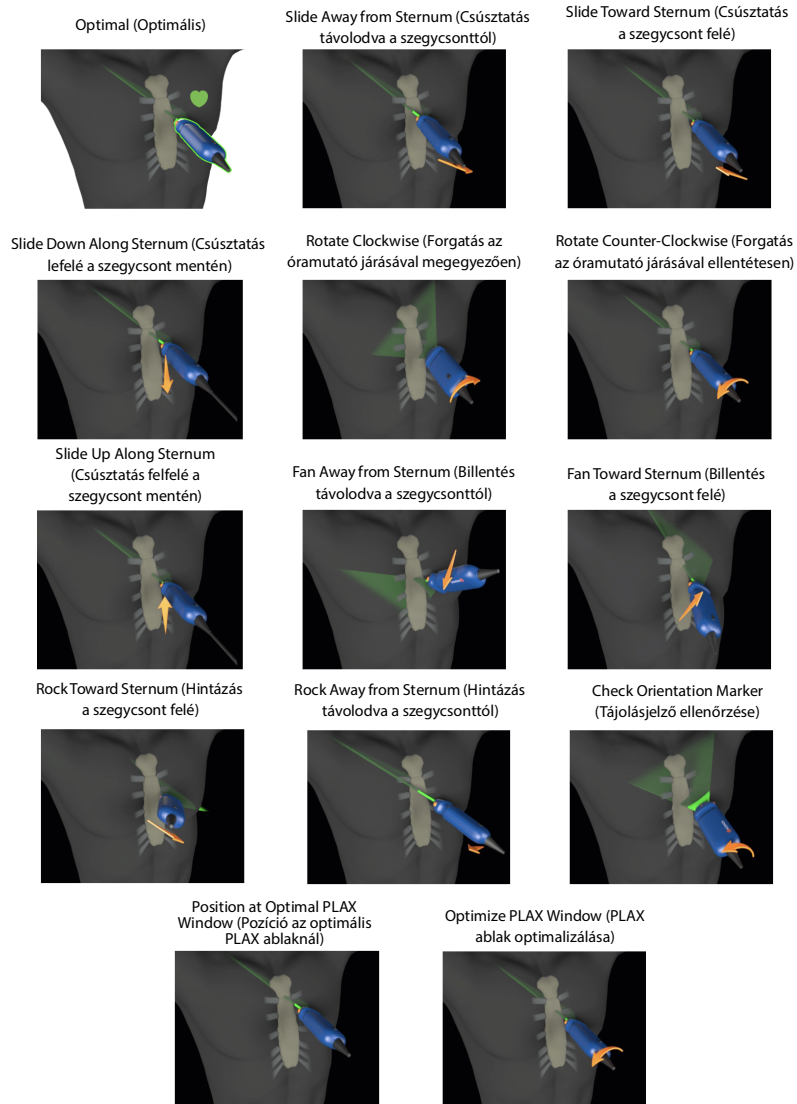 Optimal (Optimális)
Slide Away from Sternum (Csúsztatás
távolodva a szegycsonttól)
Slide Toward Sternum (Csúsztatás
a szegycsont felé)
Slide Down Along Sternum (Csúsztatás
lefelé a szegycsont mentén)
Rotate Clockwise (Forgatás az
óramutató járásával megegyezően)
Rotate Counter-Clockwise (Forgatás
az óramutató járásával ellentétesen)
Slide Up Along Sternum
(Csúsztatás felfelé a
szegycsont mentén)
Fan Away from Sternum (Billentés
távolodva a szegycsonttól)
Fan Toward Sternum (Billentés
a szegycsont felé)
Rock Toward Sternum (Hintázás
a szegycsont felé)
Rock Away from Sternum (Hintázás
távolodva a szegycsonttól)
Check Orientation Marker
(Tájolásjelző ellenőrzése)
Position at Optimal PLAX
Window (Pozíció az optimális
PLAX ablaknál)
Optimize PLAX Window (PLAX
ablak optimalizálása)